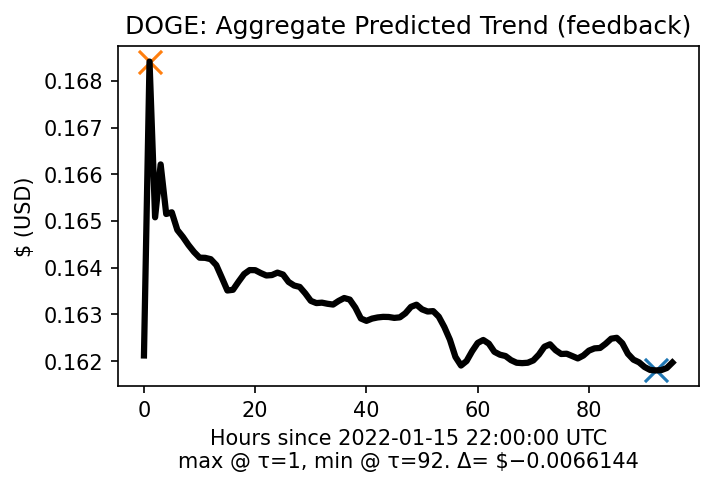 DOGE: Aggregate Predicted Trend (feedback)
0.168
0.167
0.166
0.165
0.164
0.163
0.162
$ (USD)
0 20 40 60 80
Hours since 2022-01-15 22:00:00 UTC
max @ τ=1, min @ τ=92. Δ= $−0.0066144